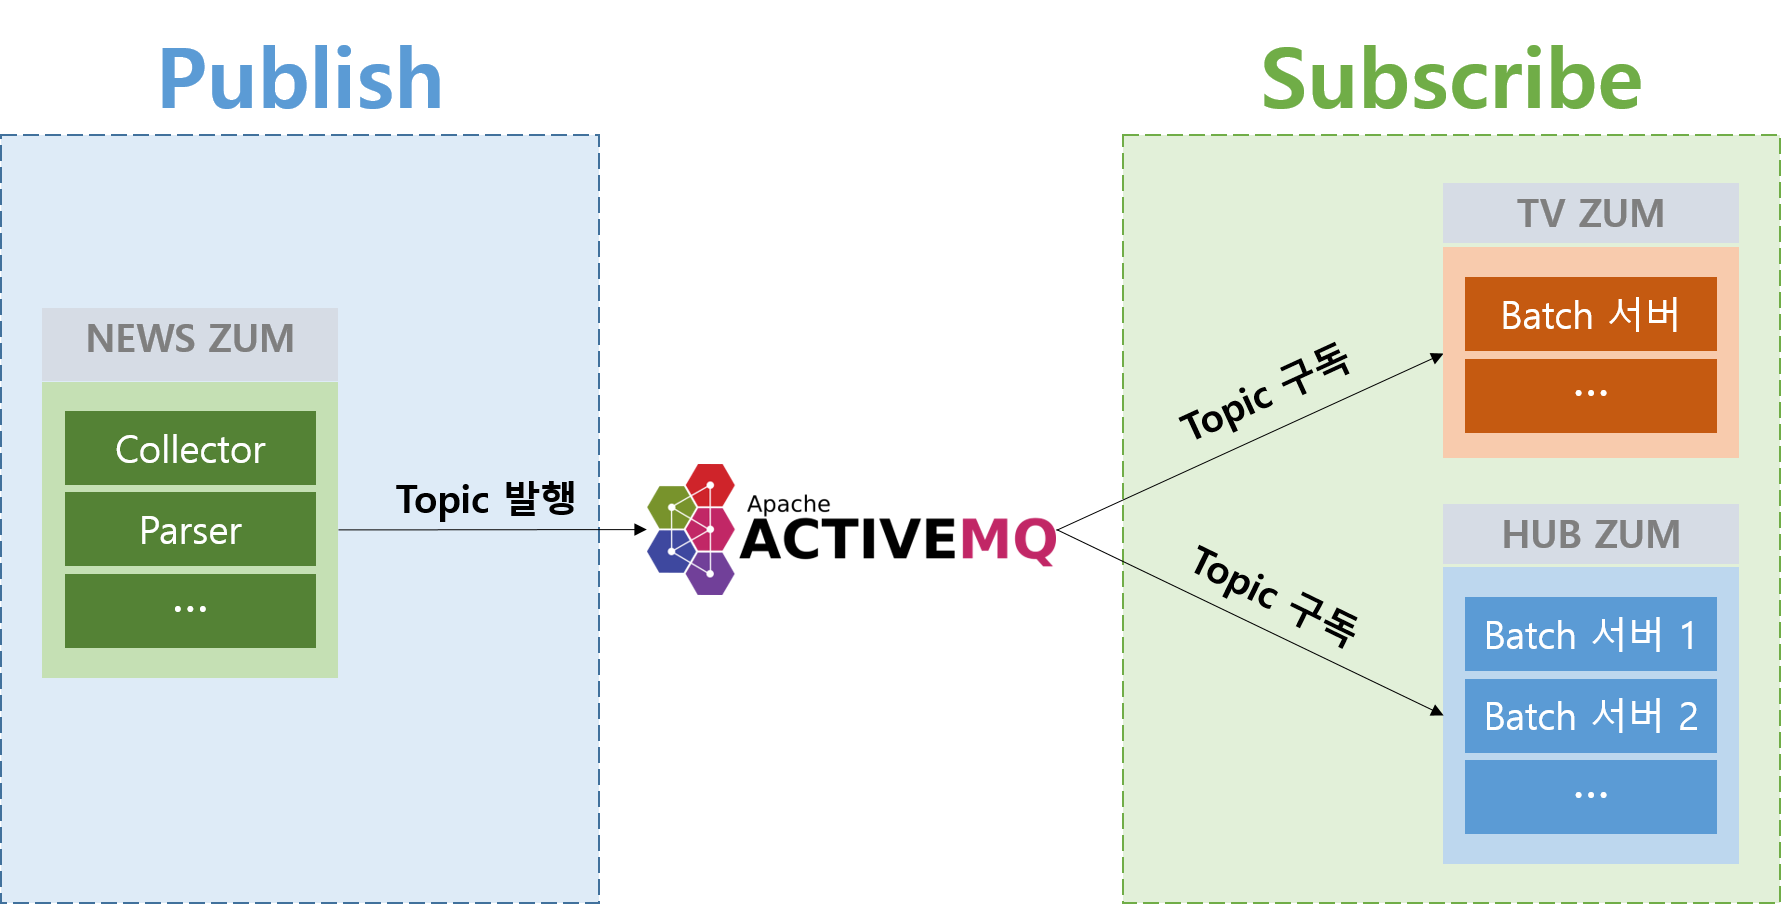 Publish
Subscribe
NEWS ZUM
Collector
Parser
...
Topic 발행
Apache
ACTIVEMQ
Topic 구독
Topic 구독
TV ZUM
Batch 서버
...
HUB ZUM
Batch 서버 1
Batch 서버 2
...